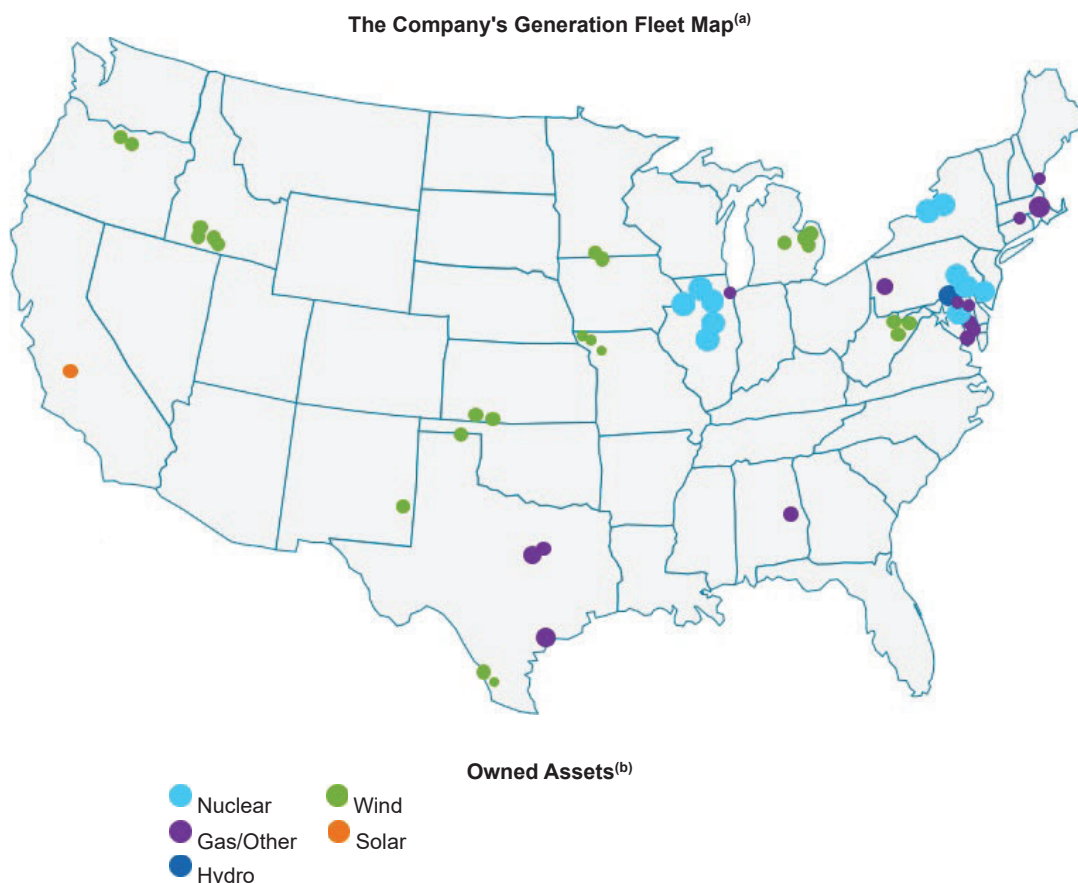 The Company's Generation Fleet Map(a)
Owned Assets(b)
Nuclear
Wind
Gas/Other
Solar
Hydro